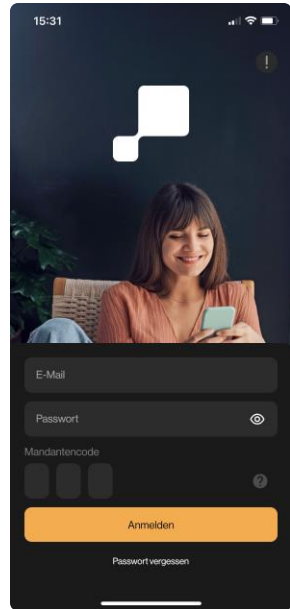 15:31
E-Mail
Passwort
Mandantencode
Anmelden
Passwort vergessen